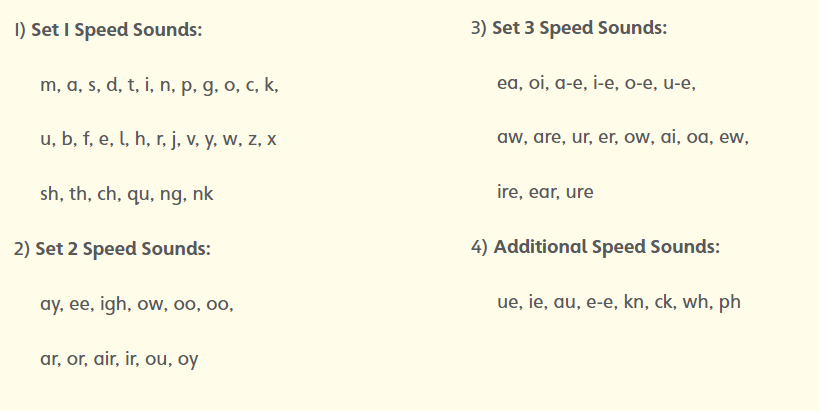 1) Set 1 Speed Sounds:
m, a, s, d, t, i, n, p, g, o, c, k,
u, b, f, e, l, h, r, j, v, y, w, z, x
sh, th, ch, qu, ng, nk
2) Set 2 Speed Sounds:
ay, ee, igh, ow, oo, oo,
ar, or, air, ir, ou, oy
3) Set 3 Speed Sounds:
ea, oi, a-e, i-e, o-e, u-e,
aw, are, ur, er, ow, ai, oa, ew,
ire, ear, ure
4) Additional Speed Sounds:
ue, ie, au, e-e, kn, ck, wh, ph